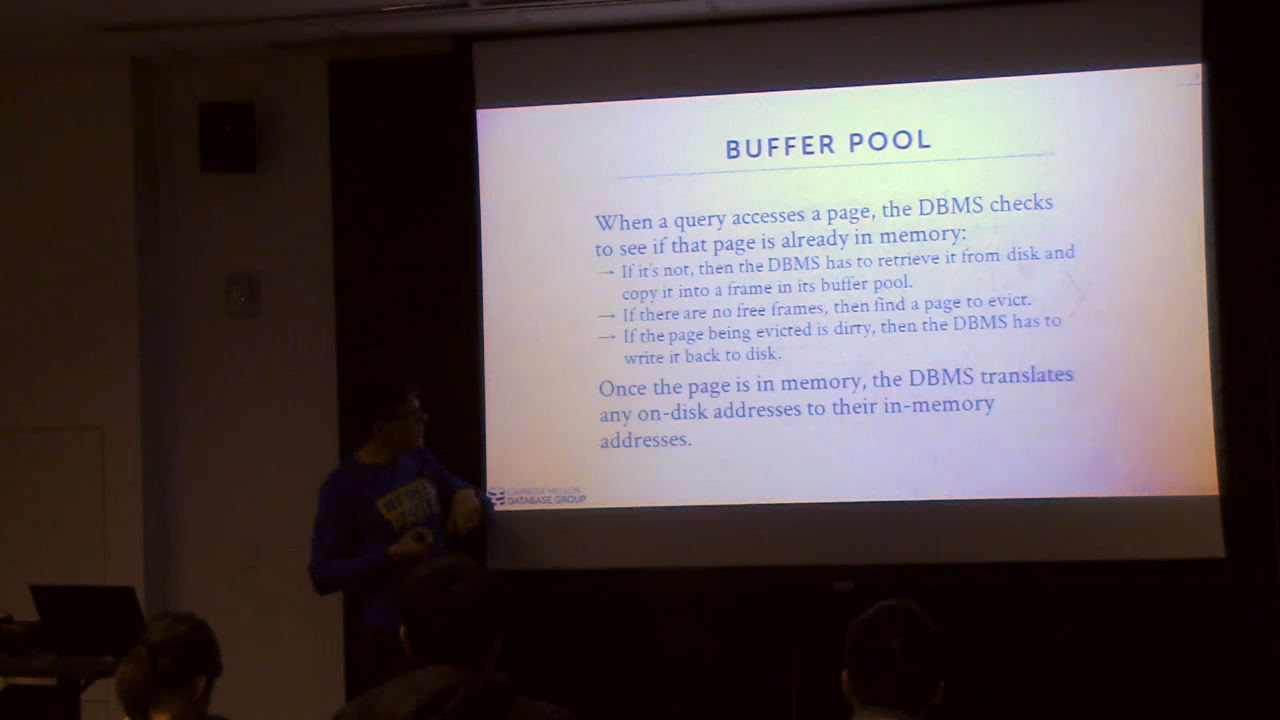 BUFFER POOL
When a query accesses a page, the DBMS checks
to see if that page is already in memory:
→ If it's not, then the DBMS has to retrieve it from disk and
copy it into a frame in its buffer pool.
→ If there are no free frames, then find a page to evict.
→ If the page being evicted is dirty, then the DBMS has to
write it back to disk.
Once the page is in memory, the DBMS translates
any on-disk addresses to their in-memory
addresses.
CARNEGIE MELLON
DATABASE GROUP